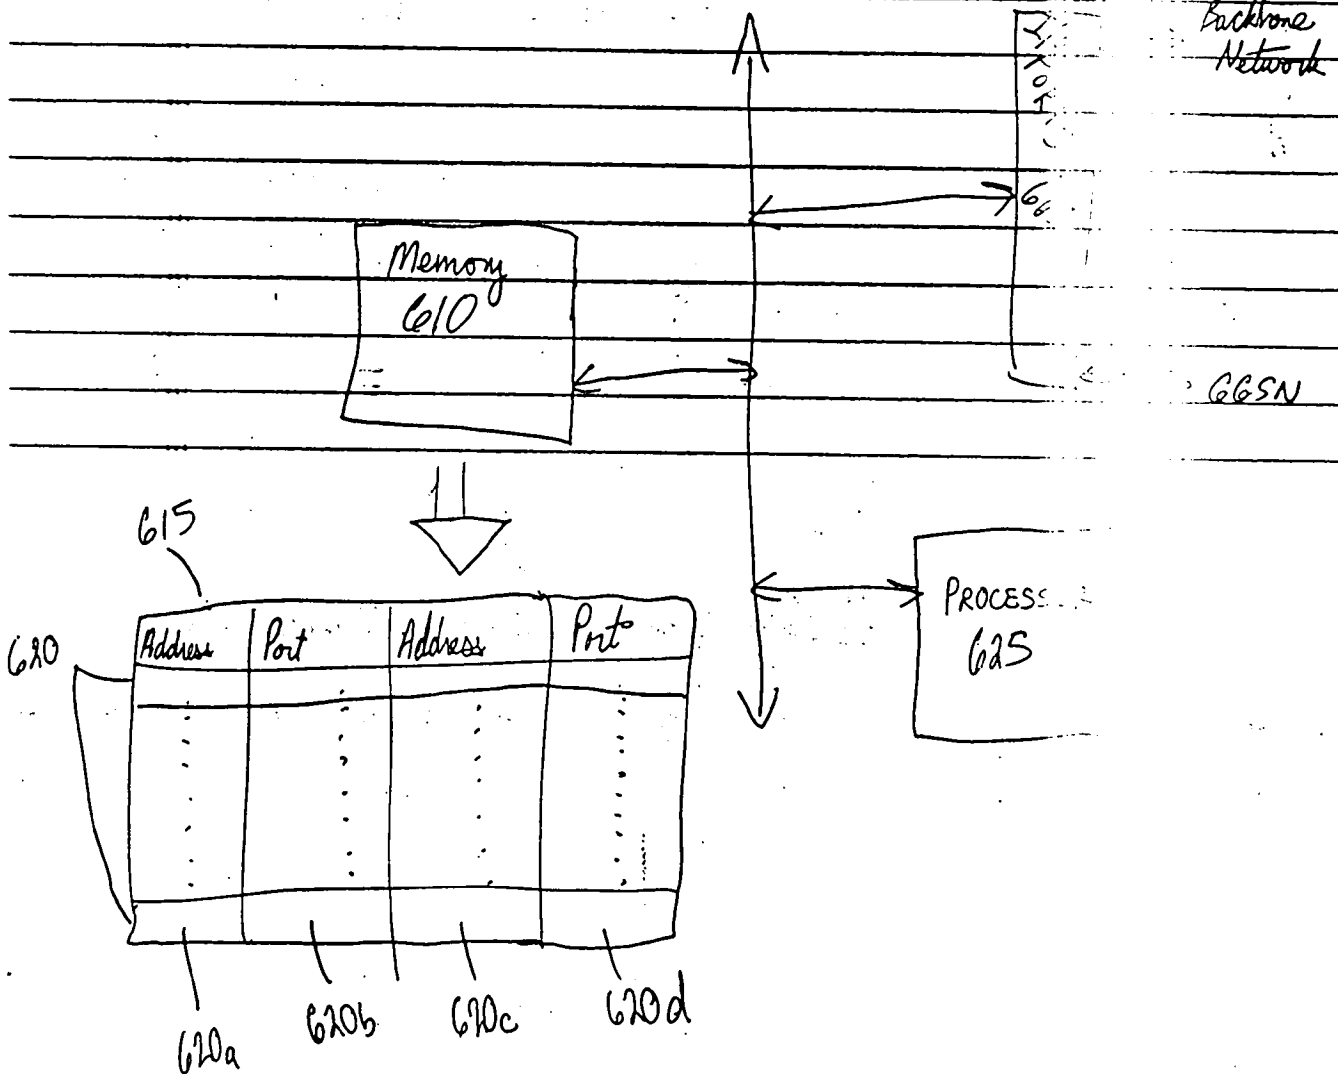 Backbone
Network
Memory
610
GGSN
615
PROCESS
625
620
Address Port Address Port
620a 620b 620c 620d